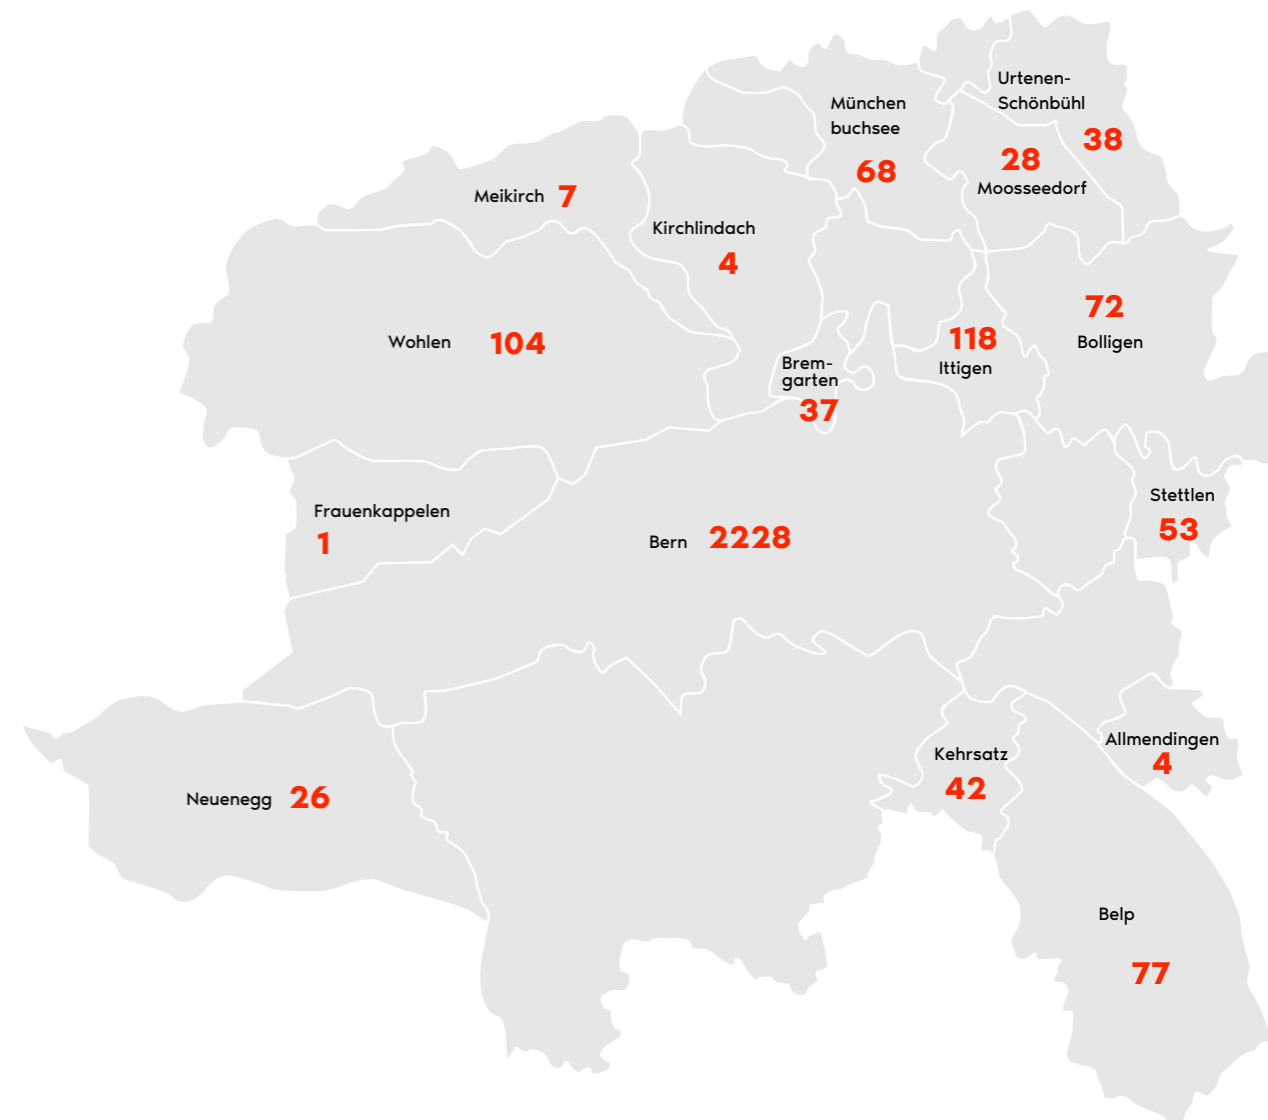 Urtenen-
Schönbühl
38
München
buchsee
68
28
Moosseedorf
Meikirch 7
Kirchlindach
4
72
Bolligen
Wohlen 104
118
Ittigen
Brem-
garten
37
Stettlen
53
Frauenkappelen
1
Bern 2228
Allmendingen
4
Kehrsatz
42
Neuenegg 26
Belp
77